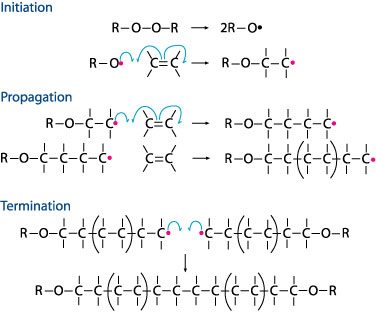 Initiation
R—O—O—R → 2R—O•
R—O• C=C → R—O—C—C•
Propagation
R—O—C—C• C=C → R—O—C—C—C—C•
R—O—C—C—C—C• C=C → R—O—C—C—(C—C)—C—C•
Termination
R—O—C—C—(C—C)—C—C• •C—C—(C—C)—C—C—O—R
↓
R—O—C—C—(C—C)—C—C—C—C—(C—C)—C—C—O—R